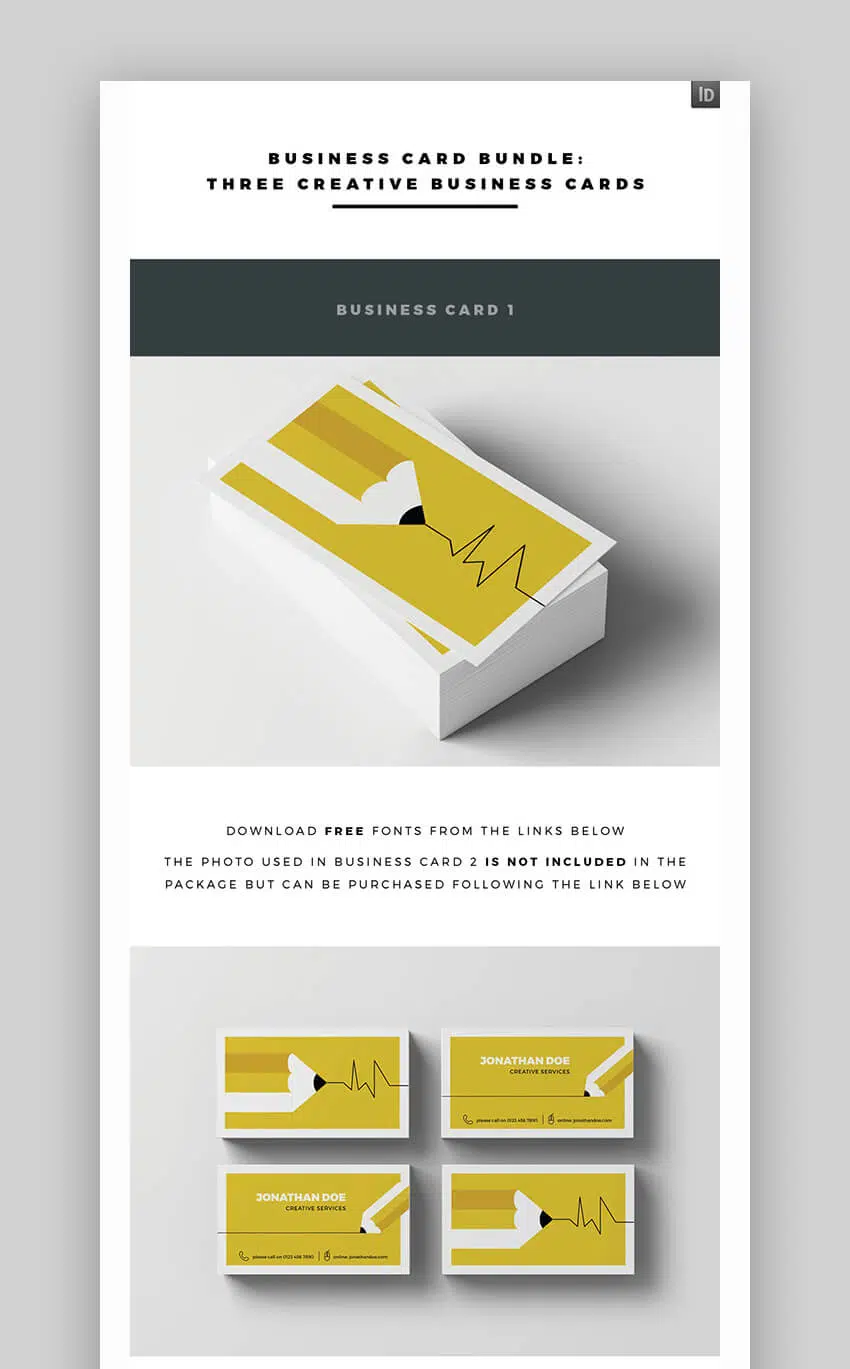 ID
BUSINESS CARD BUNDLE:
THREE CREATIVE BUSINESS CARDS
BUSINESS CARD 1
DOWNLOAD FREE FONTS FROM THE LINKS BELOW
THE PHOTO USED IN BUSINESS CARD 2 IS NOT INCLUDED IN THE
PACKAGE BUT CAN BE PURCHASED FOLLOWING THE LINK BELOW
JONATHAN DOE
CREATIVE SERVICES
please call on 0123 456 7890 | online: jonathandoe.com
JONATHAN DOE
CREATIVE SERVICES
please call on 0123 456 7890 | online: jonathandoe.com